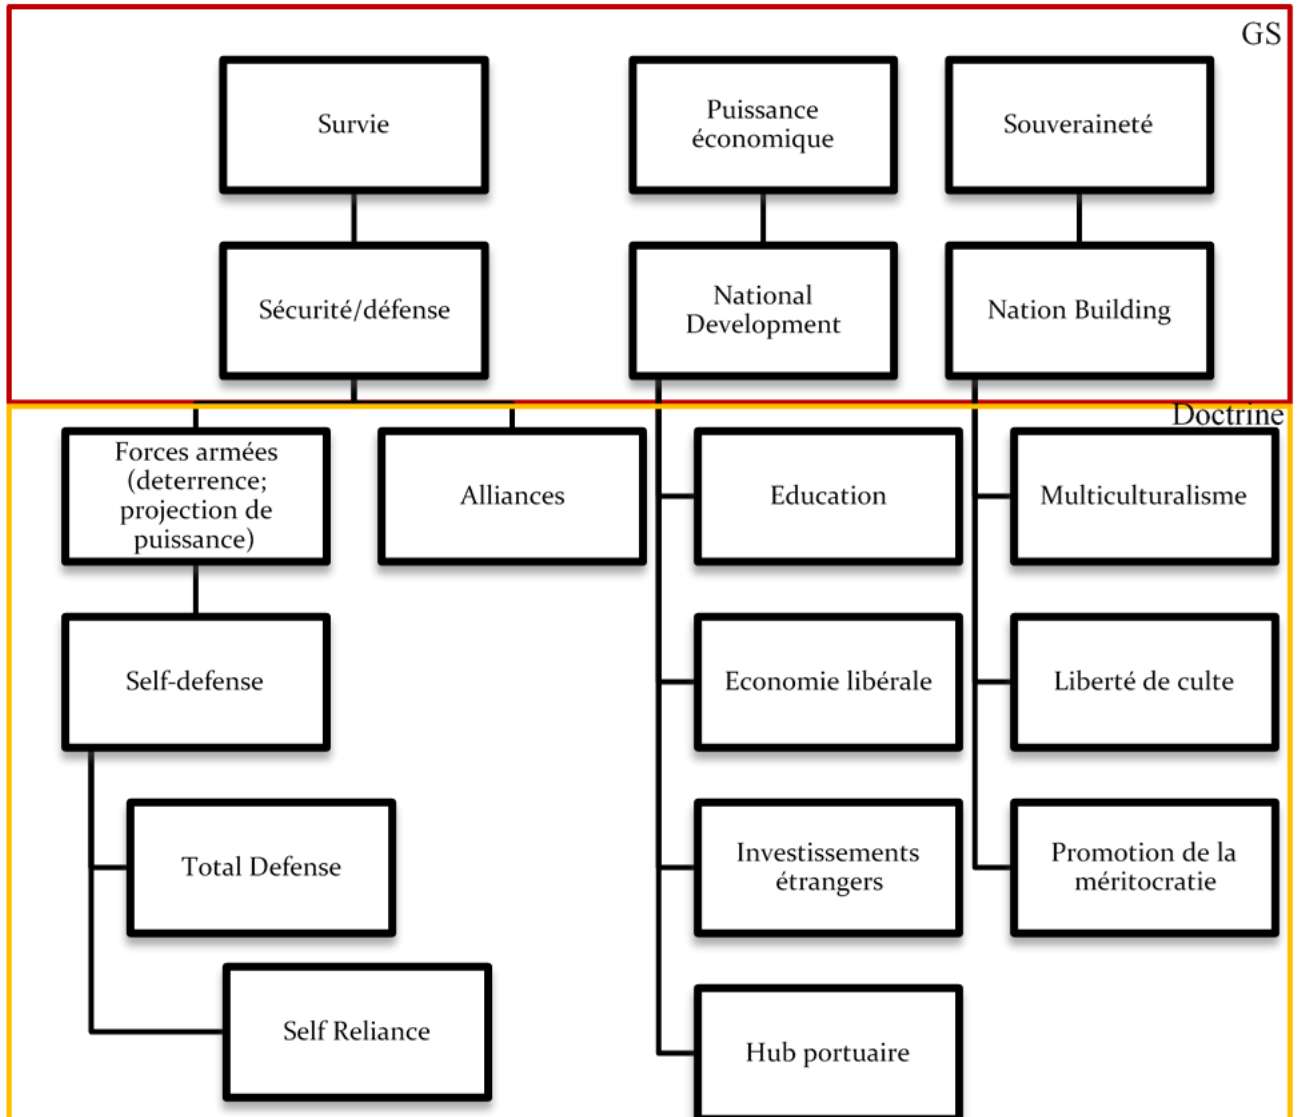 GS
Survie
Puissance
économique
Souveraineté
Sécurité/défense
National
Development
Nation Building
Doctrine
Forces armées
(deterrence;
projection de
puissance)
Alliances
Education
Multiculturalisme
Self-defense
Economie libérale
Liberté de culte
Total Defense
Investissements
étrangers
Promotion de la
méritocratie
Self Reliance
Hub portuaire